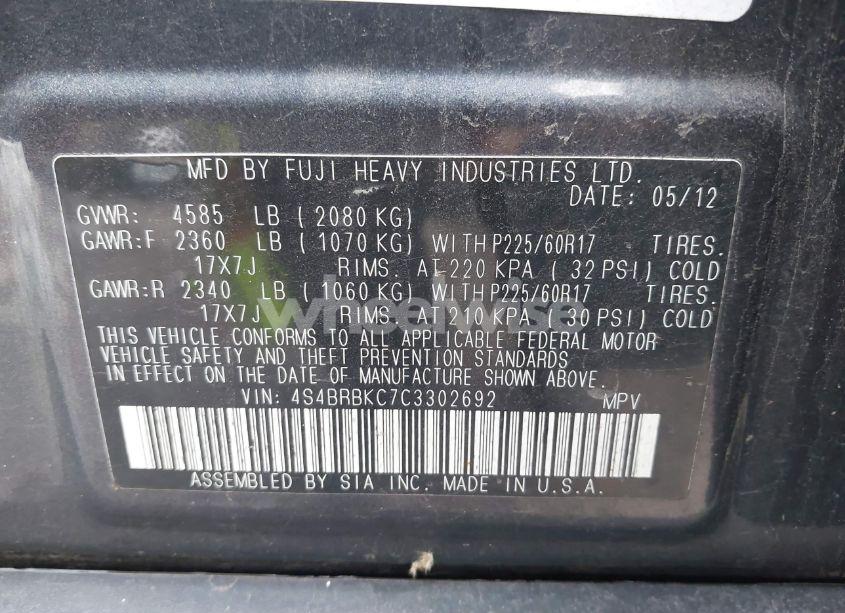 MFD BY FUJI HEAVY INDUSTRIES LTD.
DATE: 05/12
GVWR: 4585 LB ( 2080 KG)
GAWR:F 2360 LB ( 1070 KG) WITH P225/60R17 TIRES.
17X7J RIMS. AT 220 KPA ( 32 PSI) COLD
GAWR:R 2340 LB ( 1060 KG) WITH P225/60R17 TIRES.
17X7J RIMS. AT 210 KPA ( 30 PSI) COLD
THIS VEHICLE CONFORMS TO ALL APPLICABLE FEDERAL MOTOR
VEHICLE SAFETY AND THEFT PREVENTION STANDARDS
IN EFFECT ON THE DATE OF MANUFACTURE SHOWN ABOVE.
VIN: 4S4BRBKC7C3302692 MPV
ASSEMBLED BY SIA INC. MADE IN U.S.A.